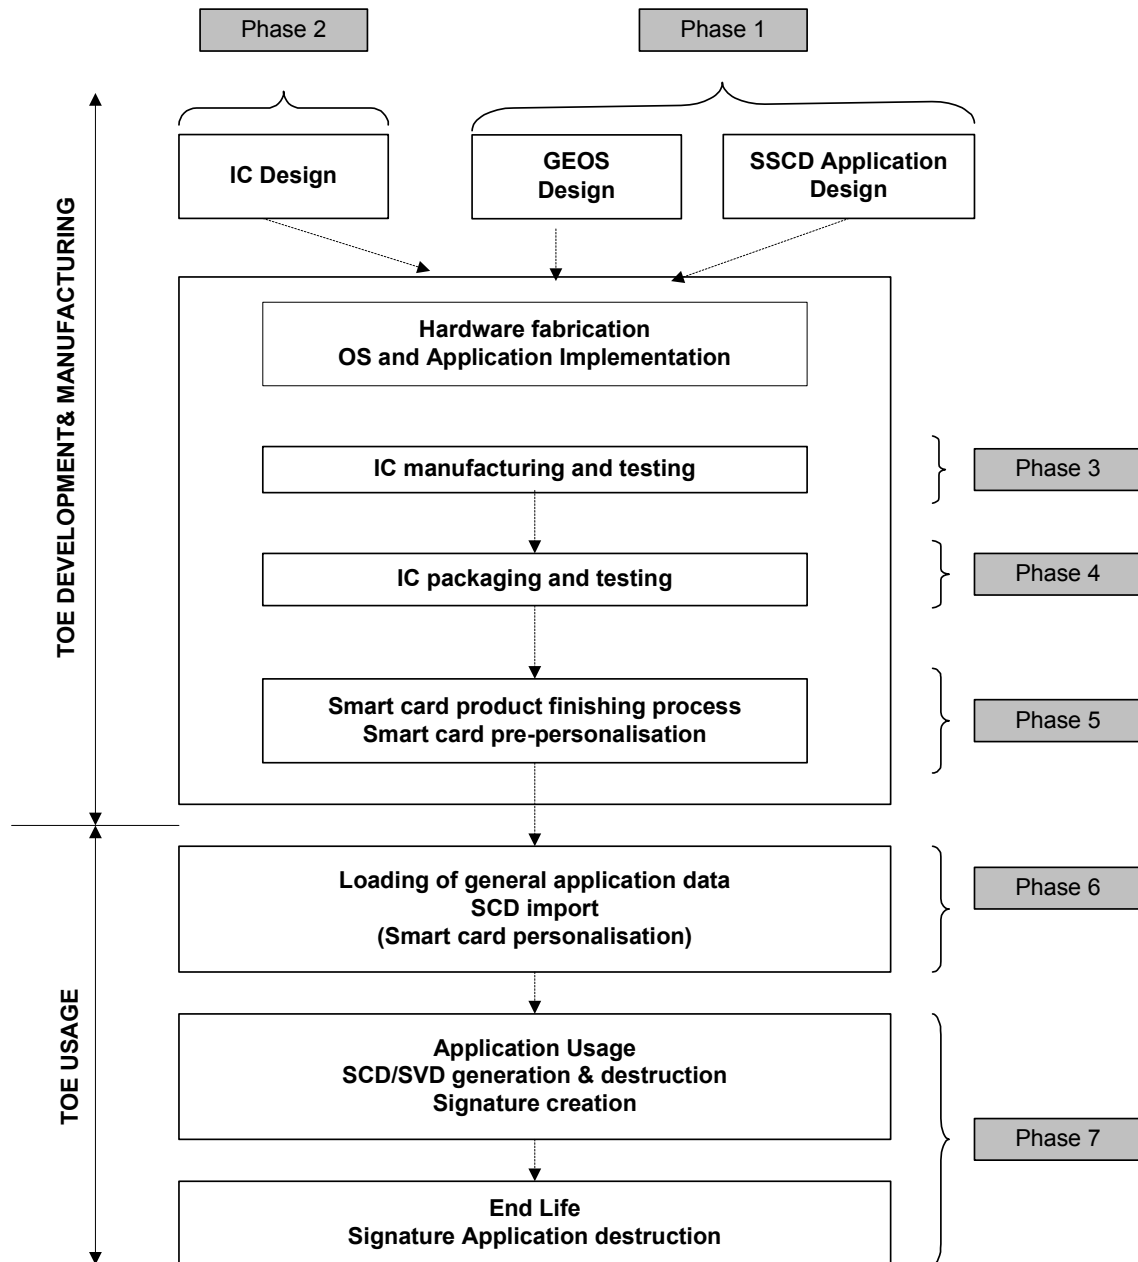 Phase 2
Phase 1
IC Design
GEOS
Design
SSCD Application
Design
TOE DEVELOPMENT& MANUFACTURING
Hardware fabrication
OS and Application Implementation
IC manufacturing and testing
Phase 3
IC packaging and testing
Phase 4
Smart card product finishing process
Smart card pre-personalisation
Phase 5
Loading of general application data
SCD import
(Smart card personalisation)
Phase 6
TOE USAGE
Application Usage
SCD/SVD generation & destruction
Signature creation
Phase 7
End Life
Signature Application destruction